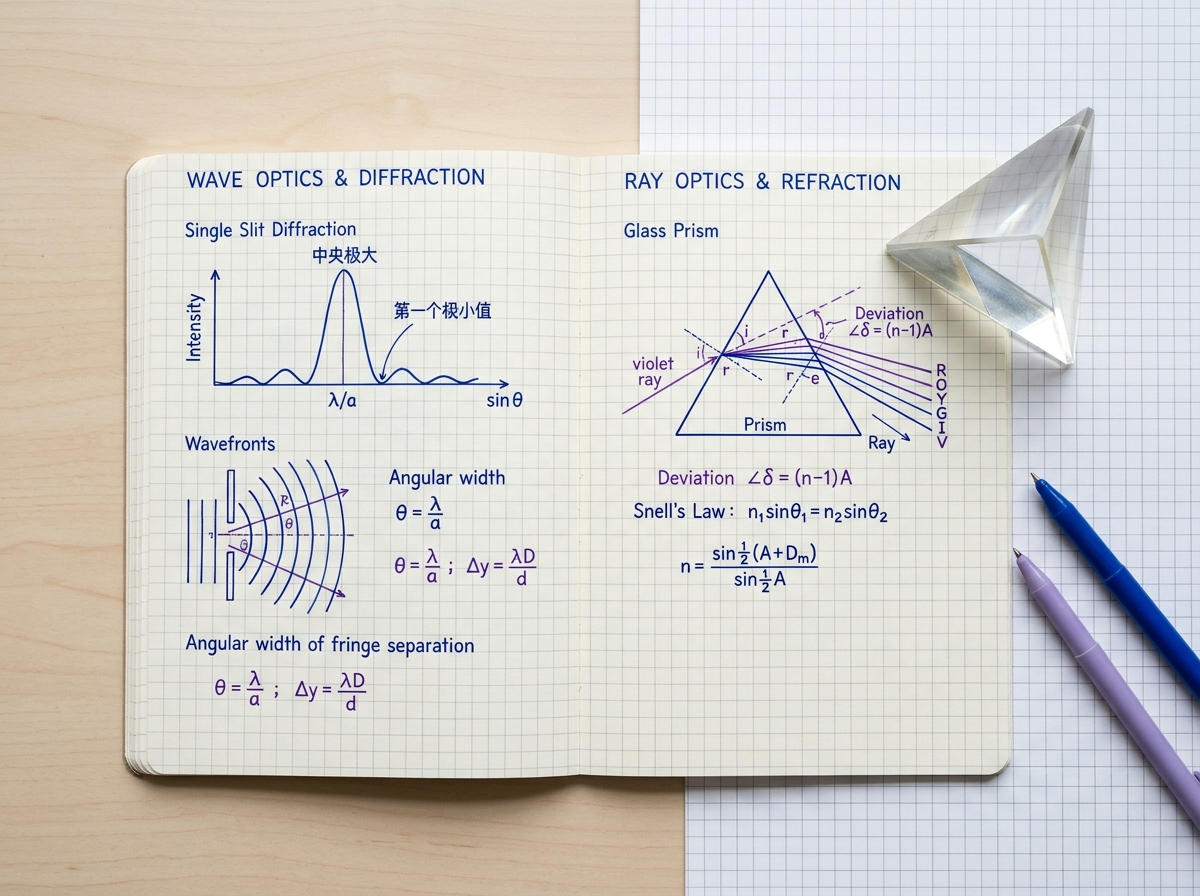 WAVE OPTICS & DIFFRACTION
Single Slit Diffraction
中央极大
第一个极小值
Intensity
λ/a
sin θ
Wavefronts
R
θ
θ
Angular width
θ = λ/a
θ = λ/a ; Δy = λD/d
Angular width of fringe separation
θ = λ/a ; Δy = λD/d
RAY OPTICS & REFRACTION
Glass Prism
Deviation
∠δ = (n-1)A
i
r
i
violet
ray
r
r
e
R
O
Y
G
I
V
Prism
Ray
Deviation ∠δ = (n-1)A
Snell's Law : n₁sinθ₁ = n₂sinθ₂
n = sin½(A+Dₘ)/sin½A